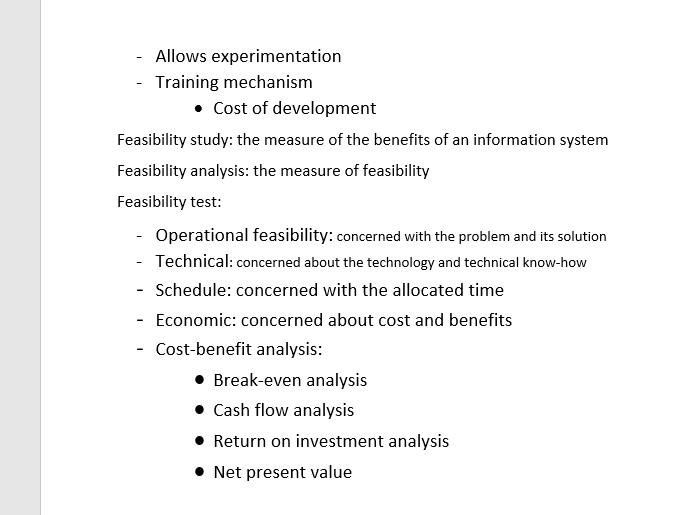 - Allows experimentation
- Training mechanism
• Cost of development
Feasibility study: the measure of the benefits of an information system
Feasibility analysis: the measure of feasibility
Feasibility test:
- Operational feasibility: concerned with the problem and its solution
- Technical: concerned about the technology and technical know-how
- Schedule: concerned with the allocated time
- Economic: concerned about cost and benefits
- Cost-benefit analysis:
• Break-even analysis
• Cash flow analysis
• Return on investment analysis
• Net present value